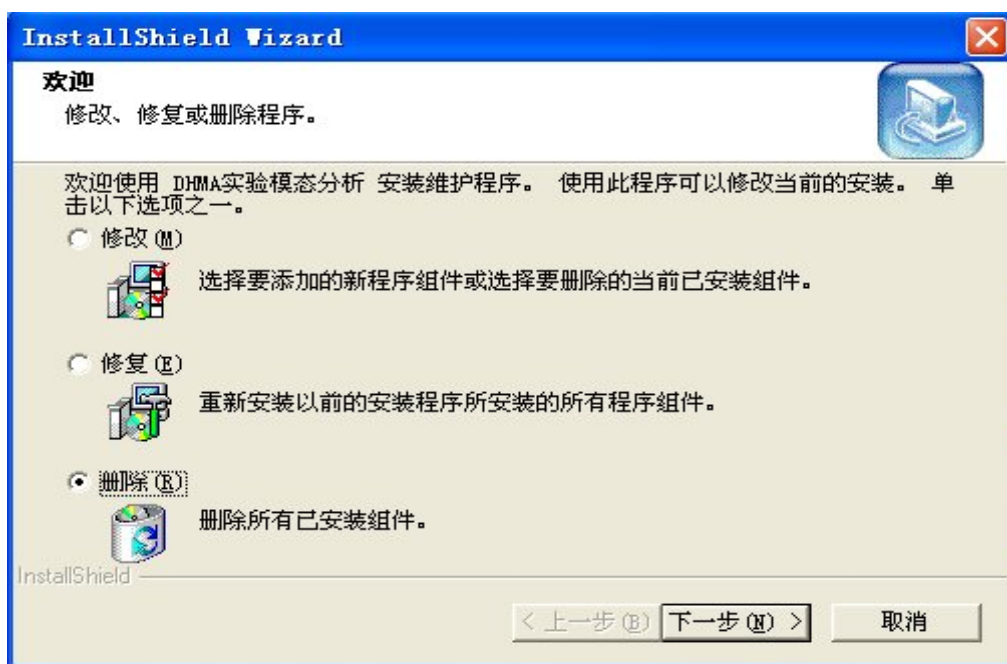 InstallShield Wizard
欢迎
修改、修复或删除程序。
欢迎使用 DHMA实验模态分析 安装维护程序。 使用此程序可以修改当前的安装。 单
击以下选项之一。
修改(M)
选择要添加的新程序组件或选择要删除的当前已安装组件。
修复(E)
重新安装以前的安装程序所安装的所有程序组件。
删除(R)
删除所有已安装组件。
InstallShield
< 上一步(B) 下一步(N) > 取消